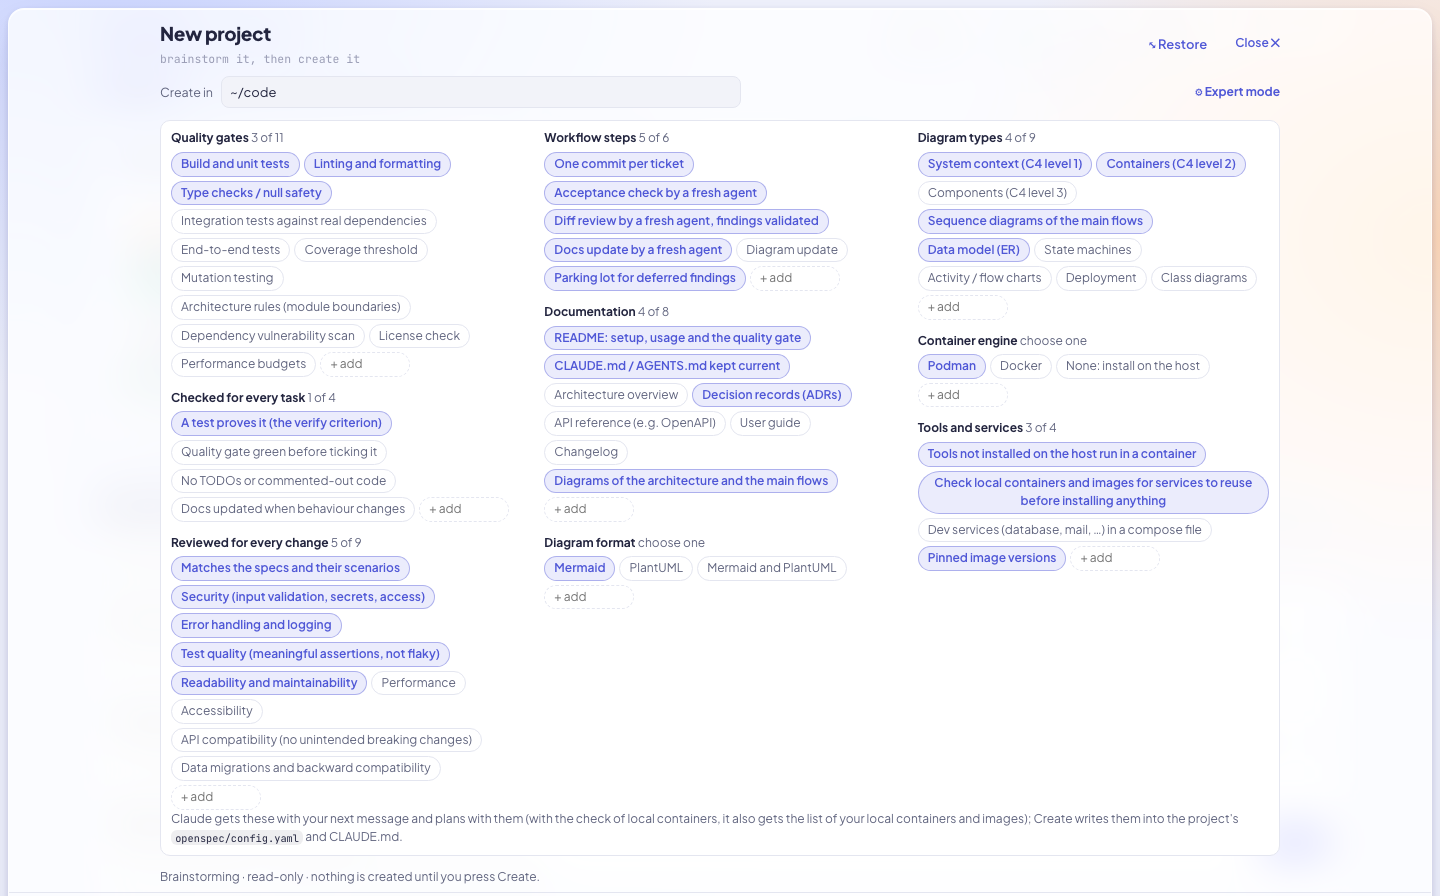 New project
brainstorm it, then create it
Restore
Close
Create in
~/code
Expert mode
Quality gates 3 of 11
Build and unit tests
Linting and formatting
Type checks / null safety
Integration tests against real dependencies
End-to-end tests
Coverage threshold
Mutation testing
Architecture rules (module boundaries)
Dependency vulnerability scan
License check
Performance budgets
+ add
Checked for every task 1 of 4
A test proves it (the verify criterion)
Quality gate green before ticking it
No TODOs or commented-out code
Docs updated when behaviour changes
+ add
Reviewed for every change 5 of 9
Matches the specs and their scenarios
Security (input validation, secrets, access)
Error handling and logging
Test quality (meaningful assertions, not flaky)
Readability and maintainability
Performance
Accessibility
API compatibility (no unintended breaking changes)
Data migrations and backward compatibility
+ add
Workflow steps 5 of 6
One commit per ticket
Acceptance check by a fresh agent
Diff review by a fresh agent, findings validated
Docs update by a fresh agent
Diagram update
Parking lot for deferred findings
+ add
Documentation 4 of 8
README: setup, usage and the quality gate
CLAUDE.md / AGENTS.md kept current
Architecture overview
Decision records (ADRs)
API reference (e.g. OpenAPI)
User guide
Changelog
Diagrams of the architecture and the main flows
+ add
Diagram format choose one
Mermaid
PlantUML
Mermaid and PlantUML
+ add
Diagram types 4 of 9
System context (C4 level 1)
Containers (C4 level 2)
Components (C4 level 3)
Sequence diagrams of the main flows
Data model (ER)
State machines
Activity / flow charts
Deployment
Class diagrams
+ add
Container engine choose one
Podman
Docker
None: install on the host
+ add
Tools and services 3 of 4
Tools not installed on the host run in a container
Check local containers and images for services to reuse
before installing anything
Dev services (database, mail, …) in a compose file
Pinned image versions
+ add
Claude gets these with your next message and plans with them (with the check of local containers, it also gets the list of your local containers and images); Create writes them into the project's
openspec/config.yaml and CLAUDE.md.
Brainstorming · read-only · nothing is created until you press Create.